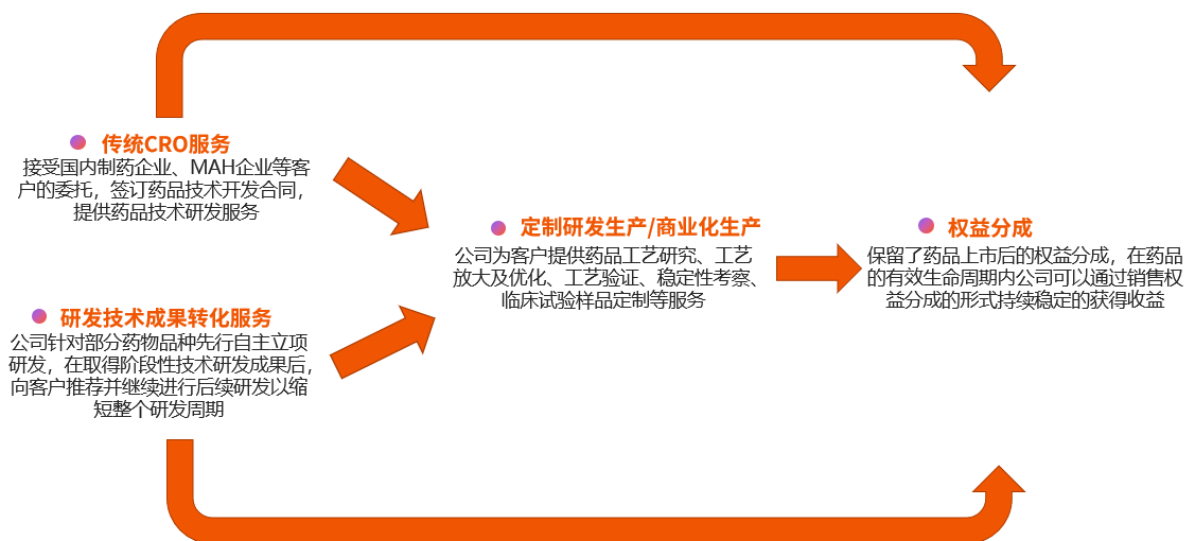 传统CRO服务
接受国内制药企业、MAH企业等客
户的委托，签订药品技术开发合同，
提供药品技术研发服务
研发技术成果转化服务
公司针对部分药物品种先行自主立项
研发，在取得阶段性技术研发成果后，
向客户推荐并继续进行后续研发以缩
短整个研发周期
定制研发生产/商业化生产
公司为客户提供药品工艺研究、工艺
放大及优化、工艺验证、稳定性考察、
临床试验样品定制等服务
权益分成
保留了药品上市后的权益分成，在药品
的有效生命周期内公司可以通过销售权
益分成的形式持续稳定的获得收益